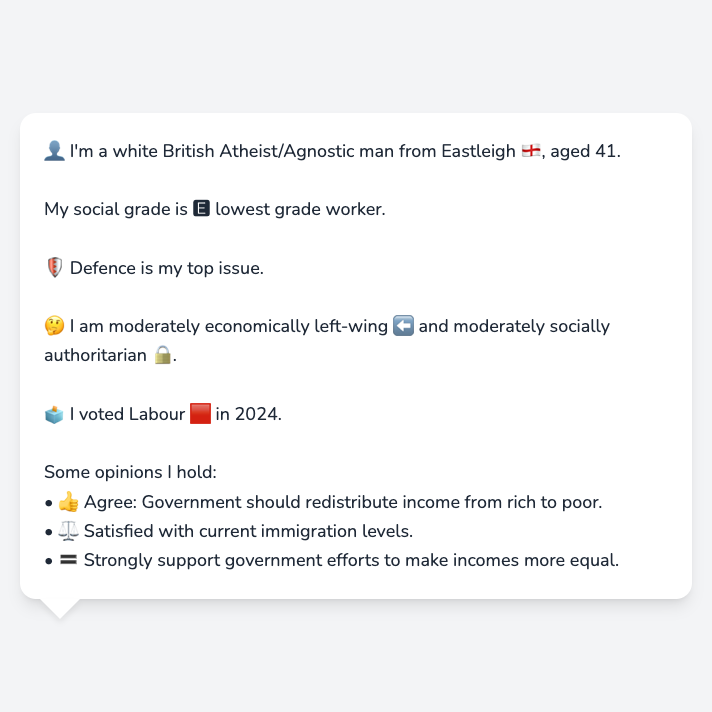 👤 I'm a white British Atheist/Agnostic man from Eastleigh 🏴󠁧󠁢󠁥󠁮󠁧󠁿, aged 41.
My social grade is 🅴 lowest grade worker.
🛡️ Defence is my top issue.
🤔 I am moderately economically left-wing ⬅️ and moderately socially
authoritarian 🔒.
🗳️ I voted Labour 🟥 in 2024.
Some opinions I hold:
• 👍 Agree: Government should redistribute income from rich to poor.
• ⚖️ Satisfied with current immigration levels.
• 🟰 Strongly support government efforts to make incomes more equal.